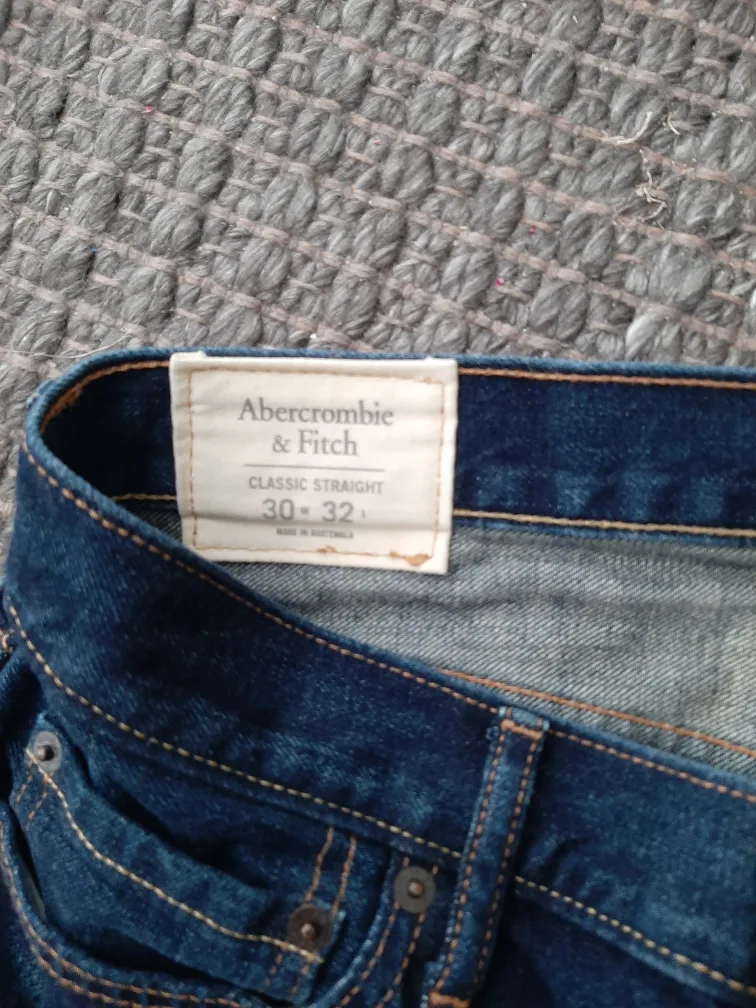 Abercrombie
& Fitch
CLASSIC STRAIGHT
30 W 32 L
MADE IN GUATEMALA